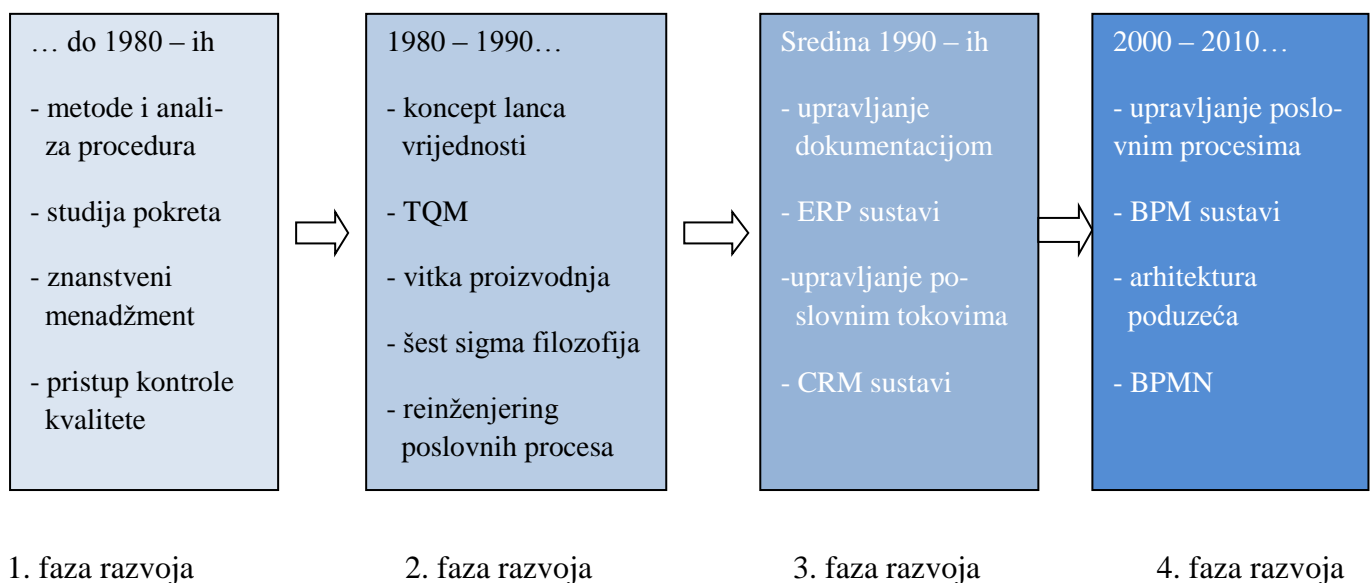 … do 1980 – ih
- metode i anali-
za procedura
- studija pokreta
- znanstveni
menadžment
- pristup kontrole
kvalitete
1980 – 1990…
- koncept lanca
vrijednosti
- TQM
- vitka proizvodnja
- šest sigma filozofija
- reinženjering
poslovnih procesa
Sredina 1990 – ih
- upravljanje
dokumentacijom
- ERP sustavi
-upravljanje po-
slovnim tokovima
- CRM sustavi
2000 – 2010…
- upravljanje poslo-
vnim procesima
- BPM sustavi
- arhitektura
poduzeća
- BPMN
1. faza razvoja
2. faza razvoja
3. faza razvoja
4. faza razvoja